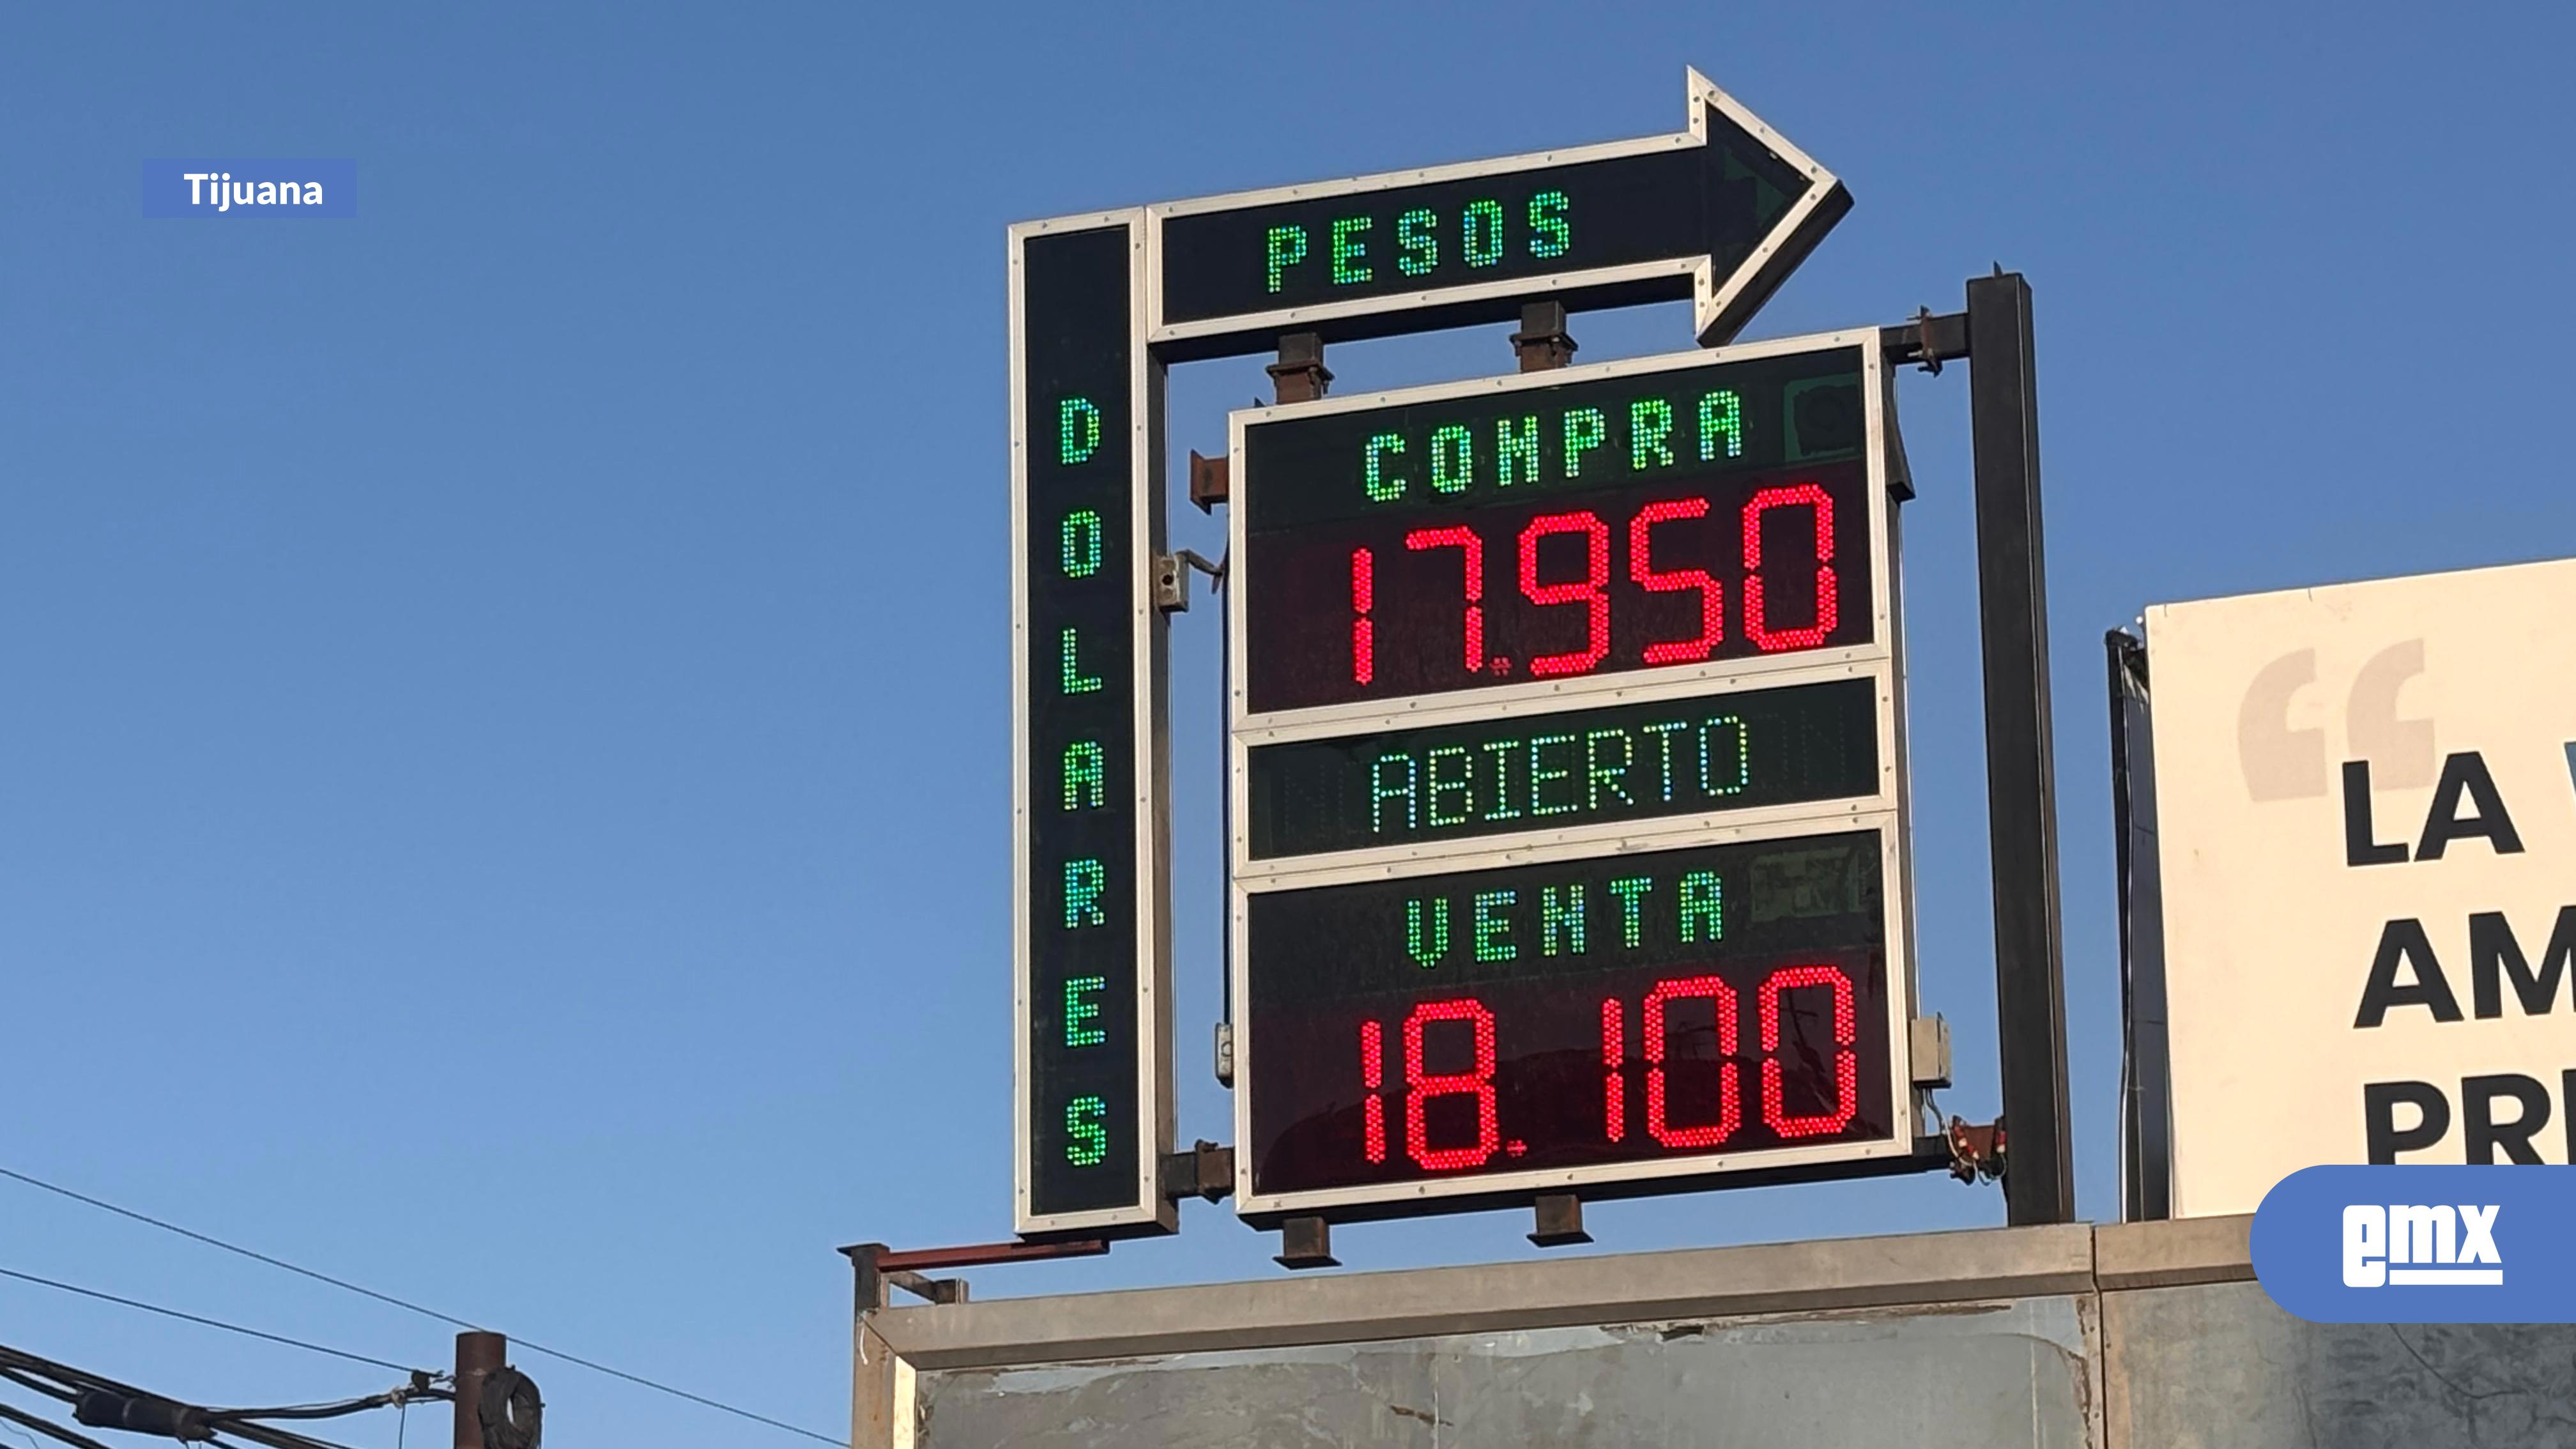 Tijuana
PESOS
DOLARES
COMPRA
17.950
ABIERTO
VENTA
18.100
“
LA
AM
PR
emx